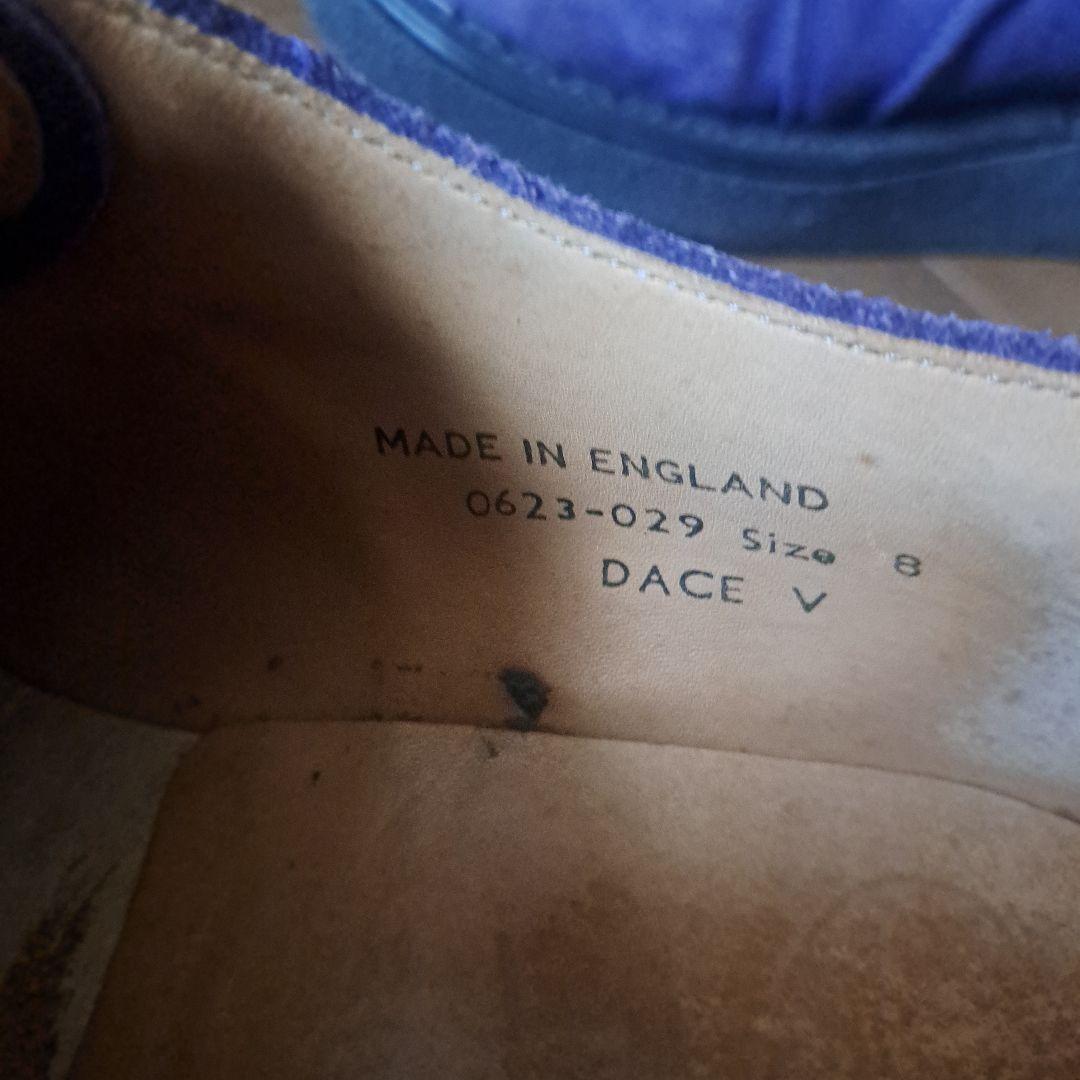 MADE IN ENGLAND
0623-029 Size 8
DACE V